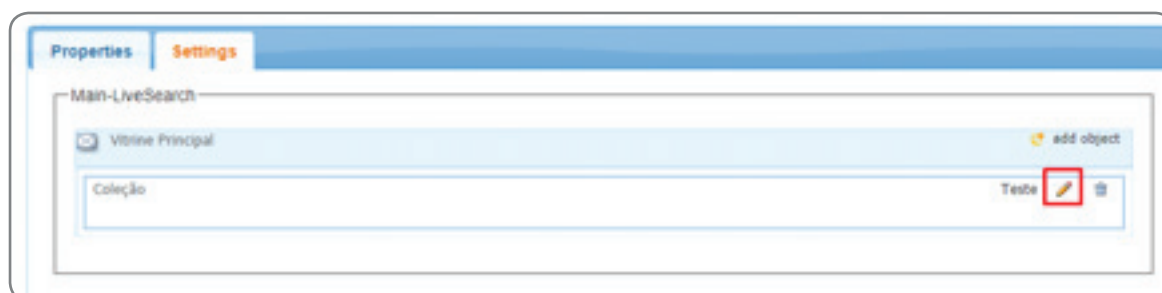 Properties Settings
Main-LiveSearch
Vitrine Principal add object
Coleção Teste